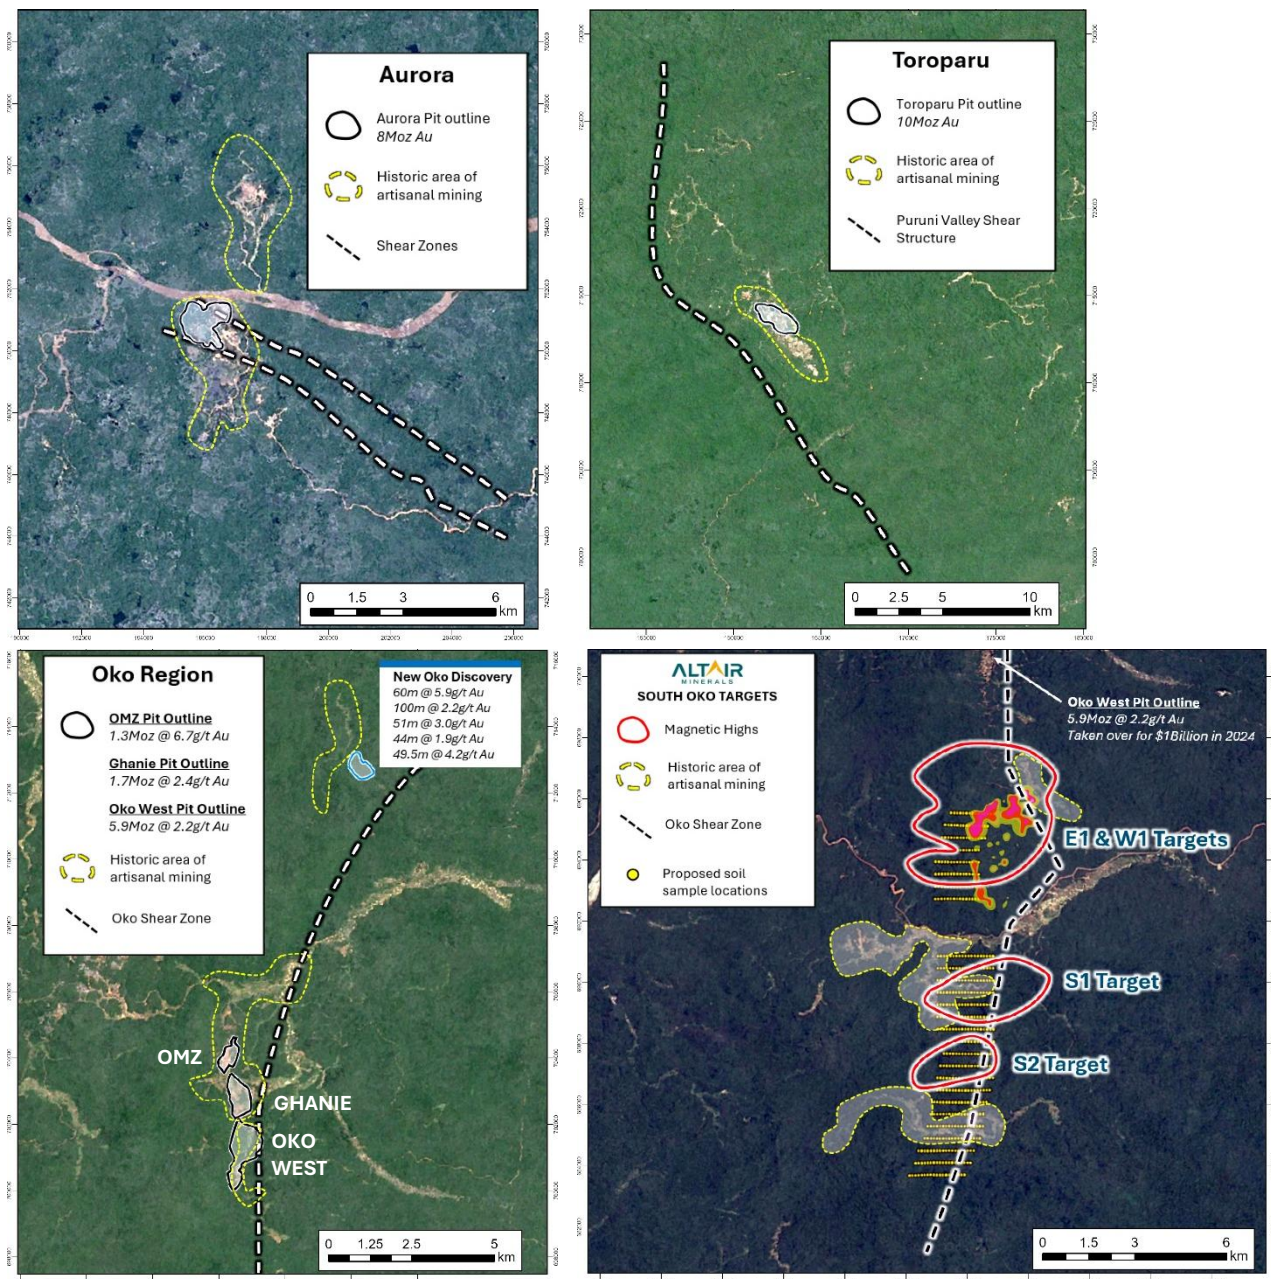 Aurora
Aurora Pit outline
8Moz Au
Historic area of
artisanal mining
Shear Zones
0 1.5 3 6
km
Toroparu
Toroparu Pit outline
10Moz Au
Historic area of
artisanal mining
Puruni Valley Shear
Structure
0 2.5 5 10
km
Oko Region
OMZ Pit Outline
1.3Moz @ 6.7g/t Au
Ghanie Pit Outline
1.7Moz @ 2.4g/t Au
Oko West Pit Outline
5.9Moz @ 2.2g/t Au
Historic area of
artisanal mining
Oko Shear Zone
New Oko Discovery
60m @ 5.9g/t Au
100m @ 2.2g/t Au
51m @ 3.0g/t Au
44m @ 1.9g/t Au
49.5m @ 4.2g/t Au
OMZ
GHANIE
OKO
WEST
0 1.25 2.5 5
km
ALTAIR
MINERALS
SOUTH OKO TARGETS
Magnetic Highs
Historic area of
artisanal mining
Oko Shear Zone
Proposed soil
sample locations
Oko West Pit Outline
5.9Moz @ 2.2g/t Au
Taken over for $1Billion in 2024
E1 & W1 Targets
S1 Target
S2 Target
0 1.5 3 6
km